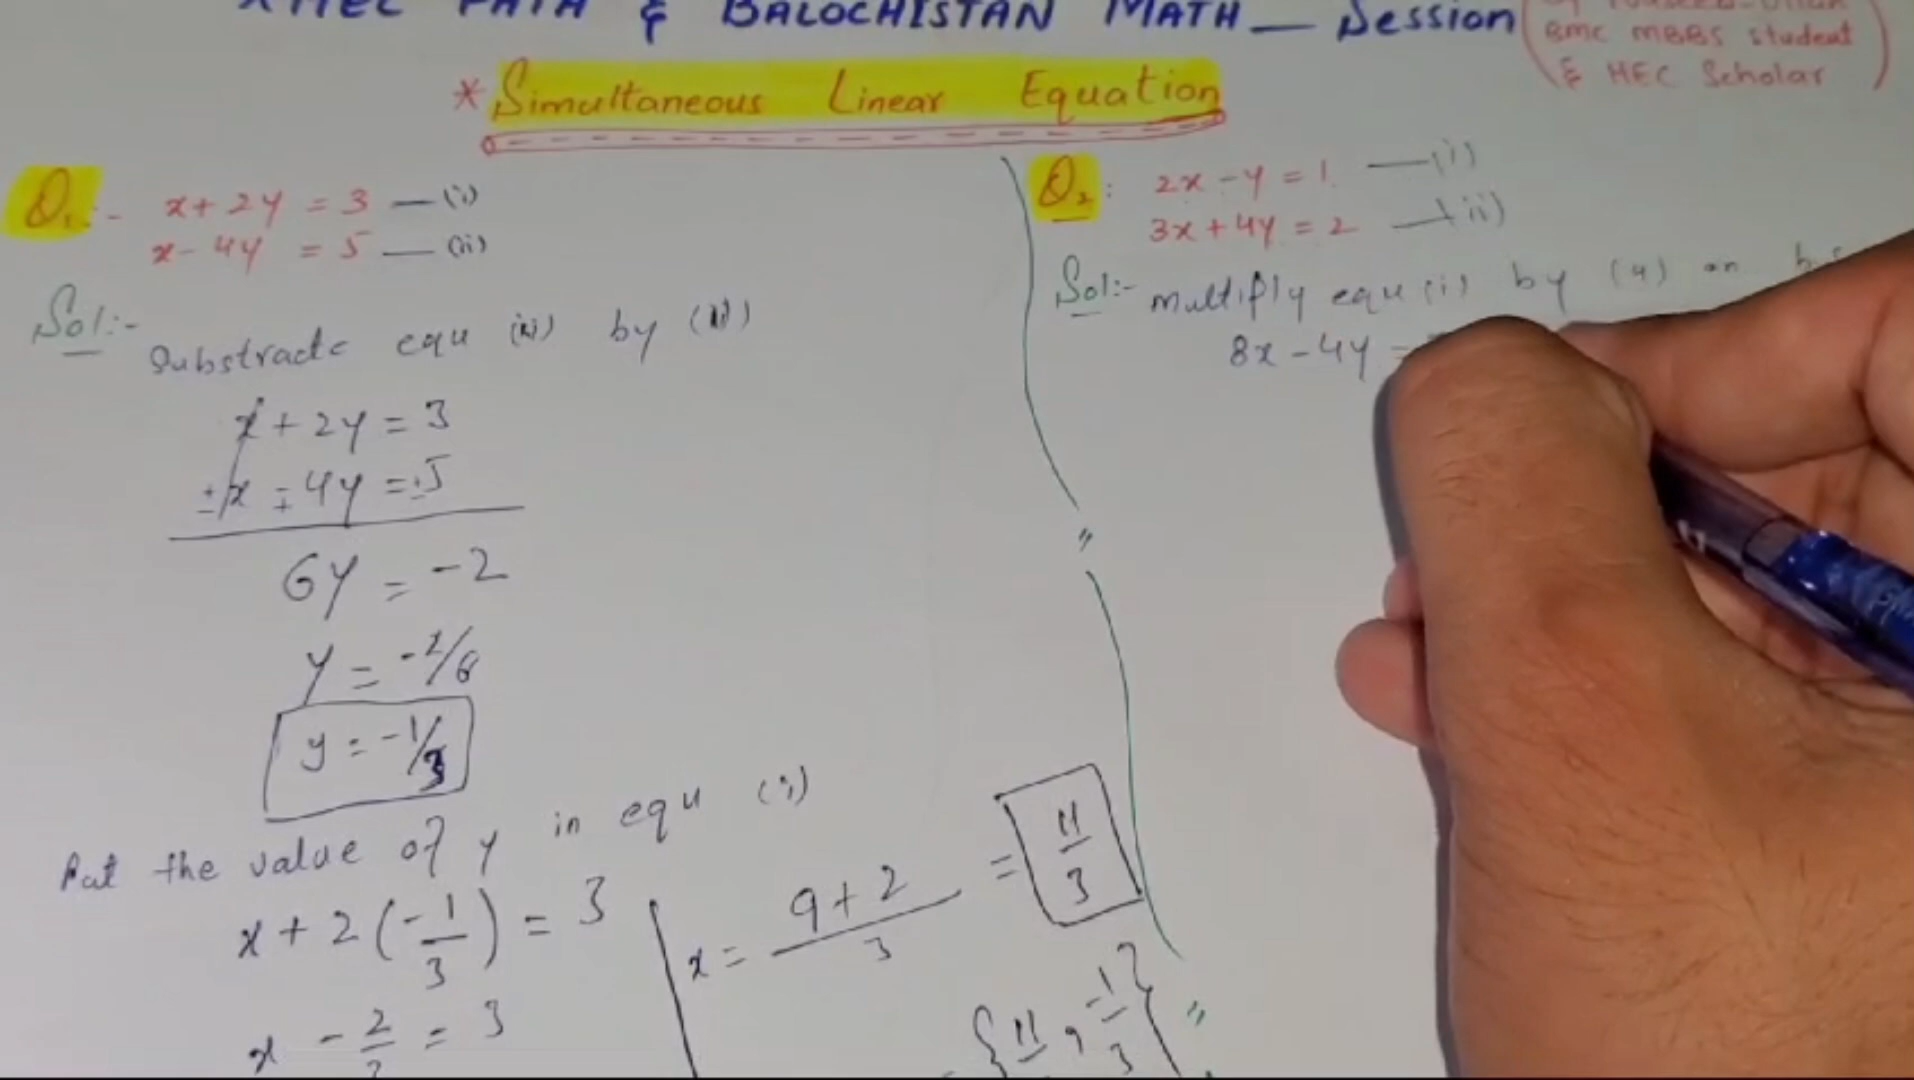 & BALOCHISTAN MATH — Session
BMC MBBS student
& HEC Scholar
* Simultaneous Linear Equation
Q1:- x + 2y = 3 — (i)
x - 4y = 5 — (ii)
Sol:-
Substracte equ (ii) by (ii)
x + 2y = 3
± x ∓ 4y = ± 5
6y = -2
y = -2/6
y = -1/3
Put the value of y in equ (i)
x + 2 (-1/3) = 3
x - 2/3 = 3
x = 9+2/3 = 11/3
{11, -1/3}
Q2: 2x - y = 1 — (i)
3x + 4y = 2 — (ii)
Sol:- multiply equ (i) by (4) on
8x - 4y =